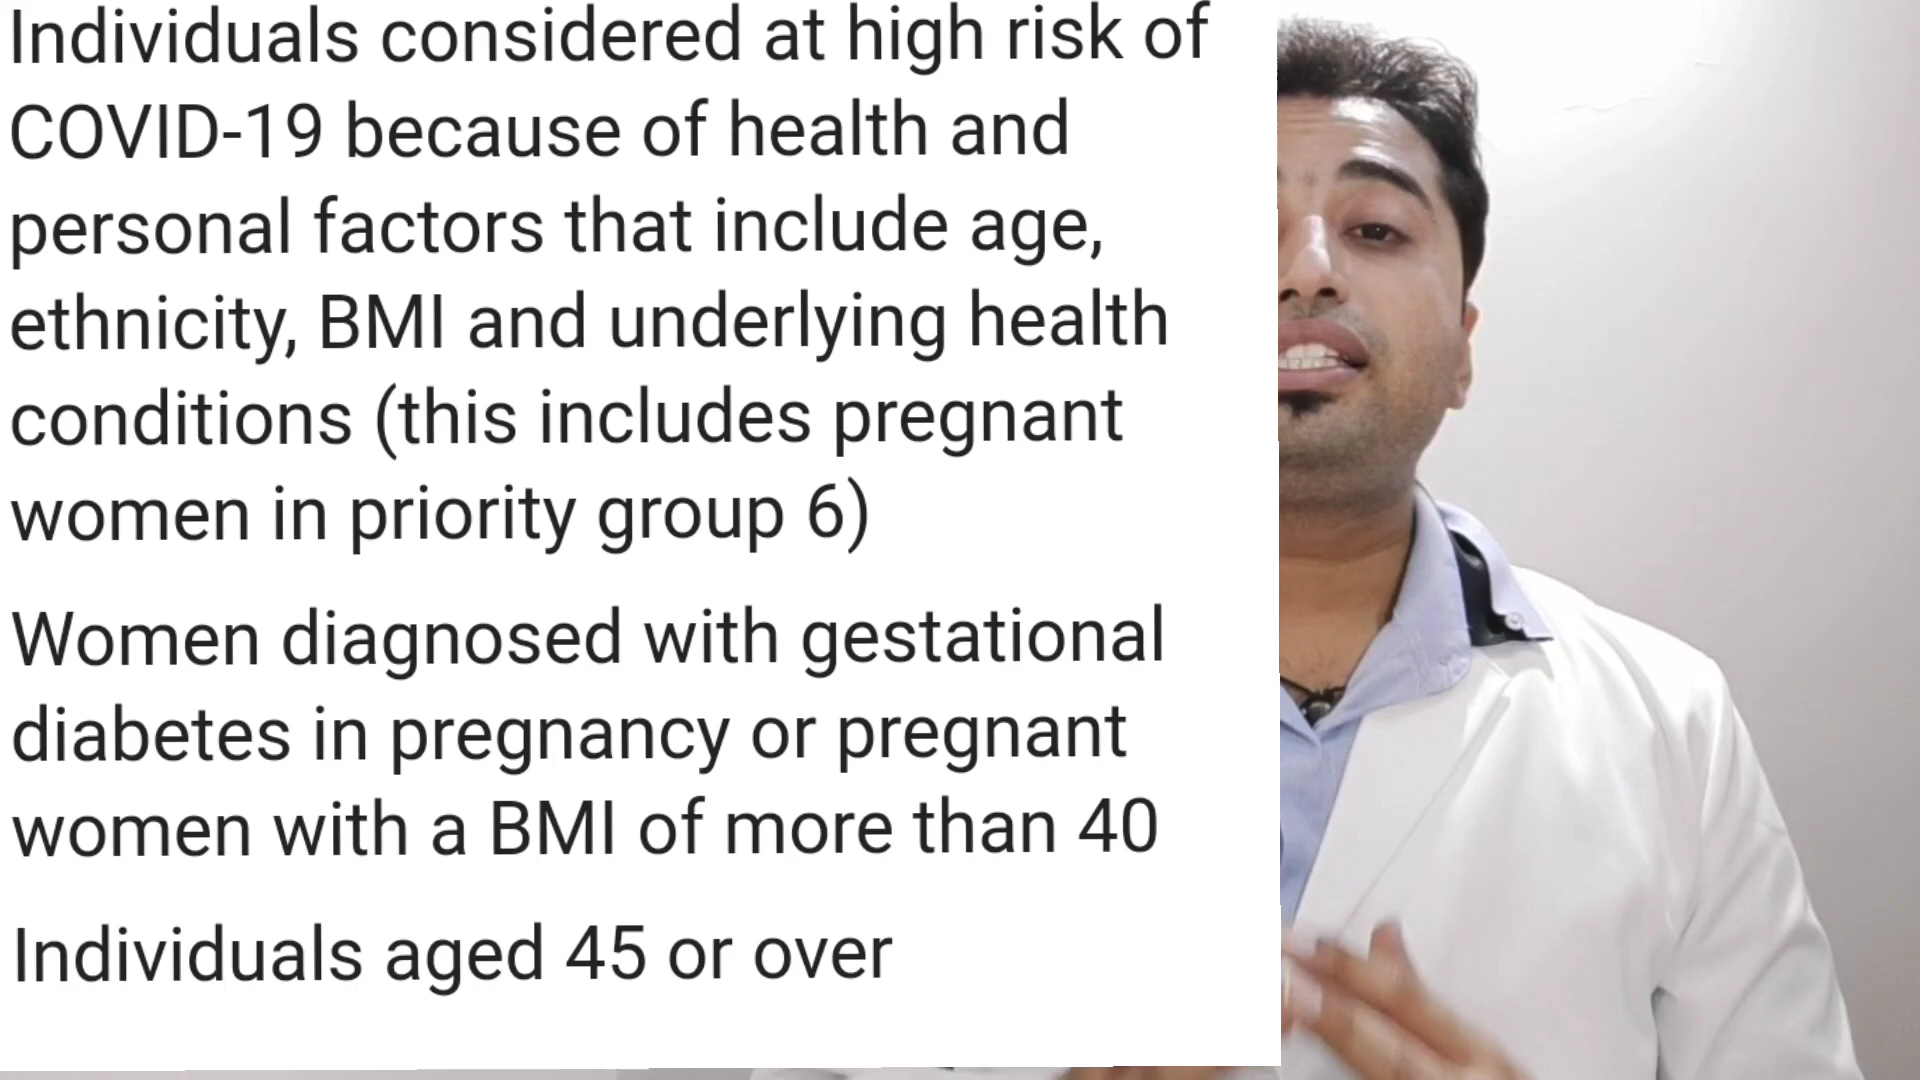 Individuals considered at high risk of
COVID-19 because of health and
personal factors that include age,
ethnicity, BMI and underlying health
conditions (this includes pregnant
women in priority group 6)
Women diagnosed with gestational
diabetes in pregnancy or pregnant
women with a BMI of more than 40
Individuals aged 45 or over